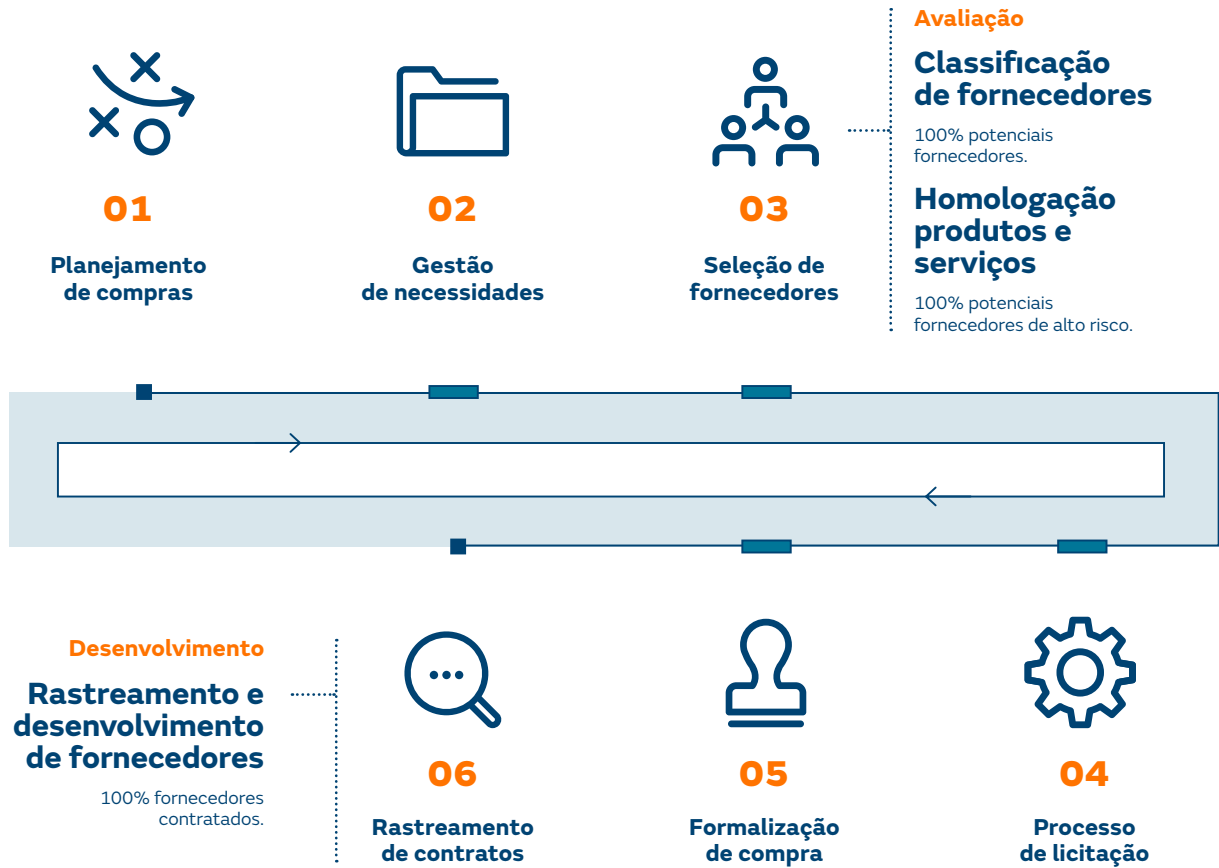 01
Planejamento
de compras
02
Gestão
de necessidades
03
Seleção de
fornecedores
Avaliação
Classificação
de fornecedores
100% potenciais
fornecedores.
Homologação
produtos e
serviços
100% potenciais
fornecedores de alto risco.
Desenvolvimento
Rastreamento e
desenvolvimento
de fornecedores
100% fornecedores
contratados.
06
Rastreamento
de contratos
05
Formalização
de compra
04
Processo
de licitação